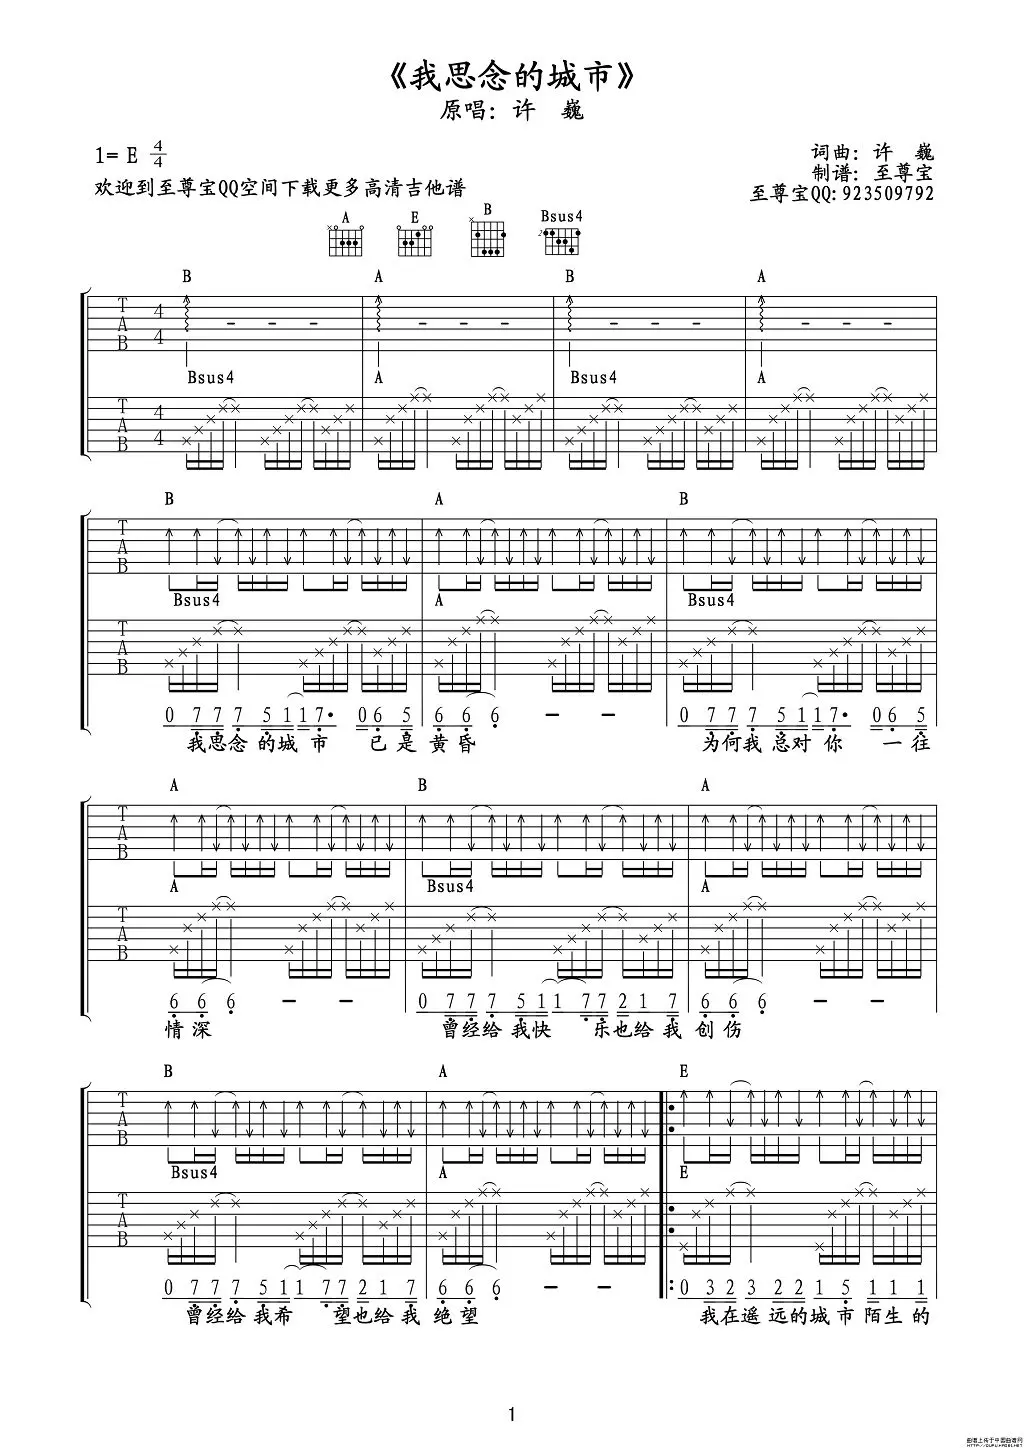 《我思念的城市》
原唱：许 巍
1= E 4/4
词曲：许 巍
制谱：至尊宝
欢迎到至尊宝QQ空间下载更多高清吉他谱
至尊宝QQ:923509792
A E B Bsus4
B A B A
T A B 4/4
Bsus4 A Bsus4 A
T A B 4/4
B A B
T A B
Bsus4 A Bsus4
T A B
0 7 7 7 5 1 1 7· 0 6 5 6 6 6 - - 0 7 7 7 5 1 1 7· 0 6 5
我思念 的城 市 已是黄昏 为何我 总对 你 一往
A B A
T A B
A Bsus4 A
T A B
6 6 6 - - 0 7 7 7 5 1 1 7 7 2 1 7 6 6 6 - -
情深 曾经给 我快 乐也给我 创伤
B A E
T A B
Bsus4 A E
T A B
0 7 7 7 5 1 1 7 7 2 1 7 6 6 6 - - 0 3 2 3 2 2 1 5 1 1 1
曾经给 我希 望也给我 绝望 我在遥 远的城 市 陌生的
1